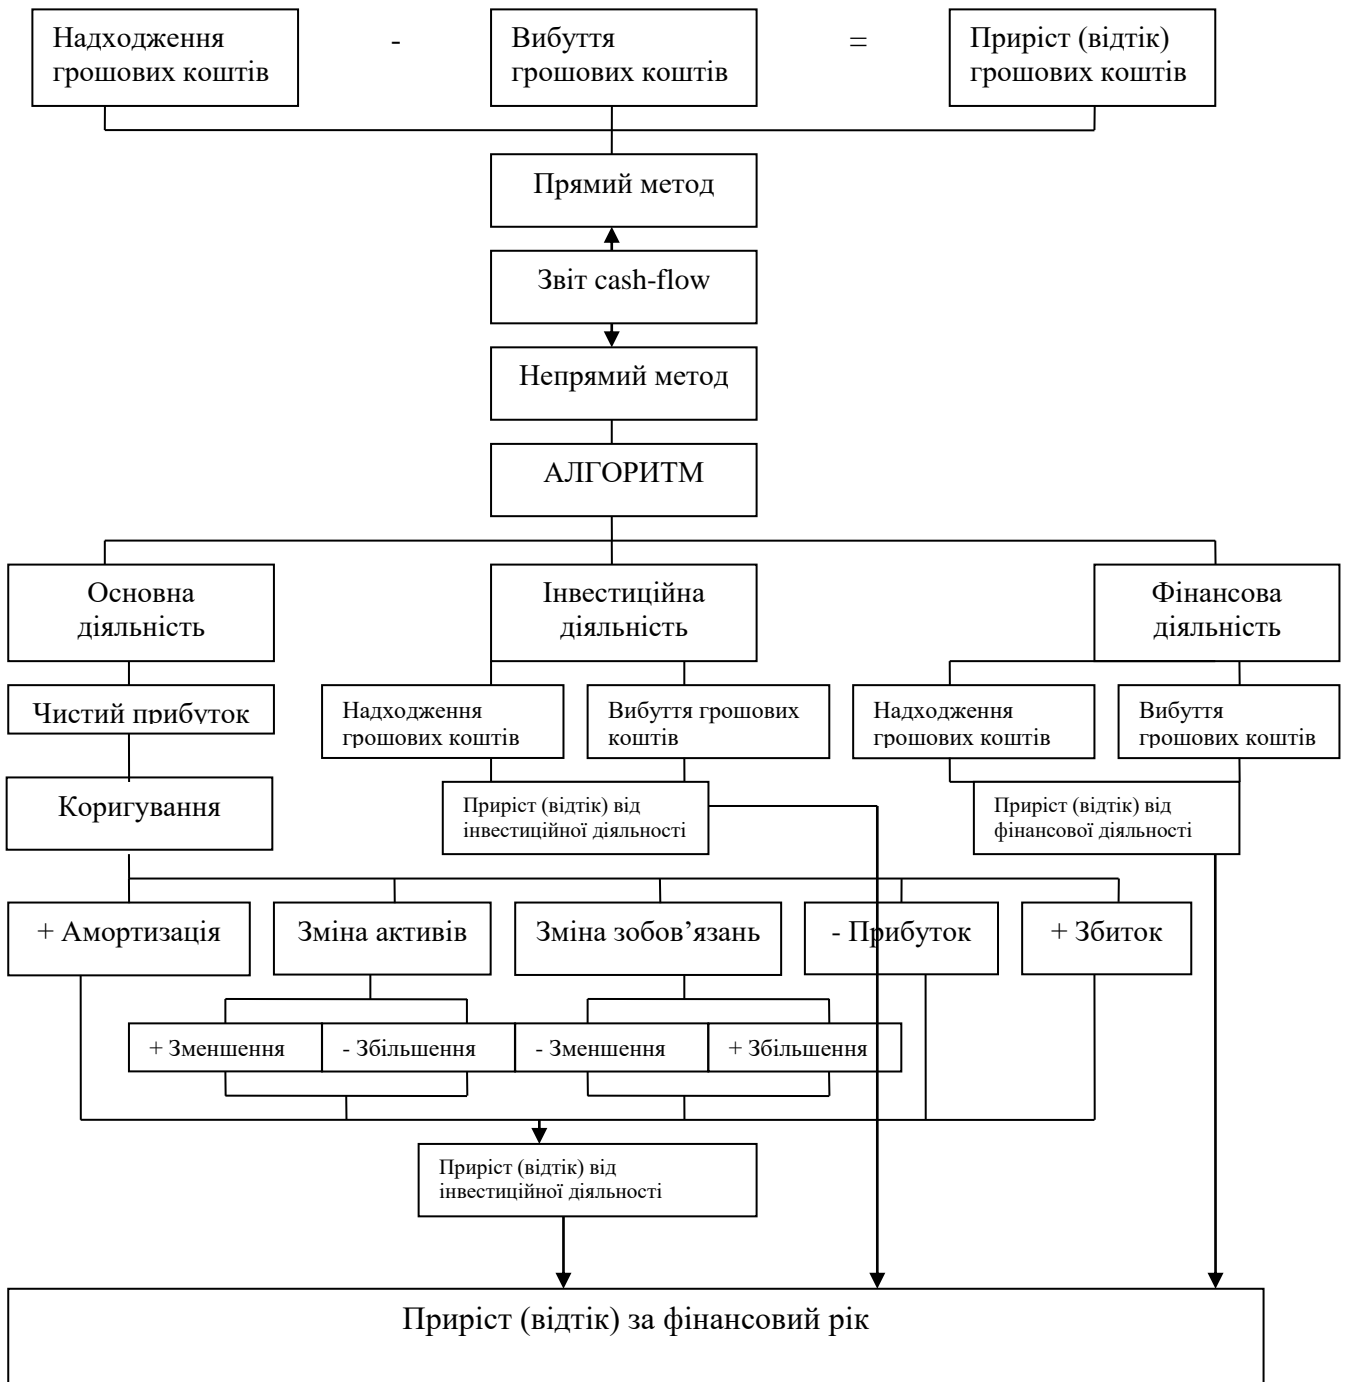 Надходження
грошових коштів
-
Вибуття
грошових коштів
=
Приріст (відтік)
грошових коштів
Прямий метод
Звіт cash-flow
Непрямий метод
АЛГОРИТМ
Основна
діяльність
Інвестиційна
діяльність
Фінансова
діяльність
Чистий прибуток
Надходження
грошових коштів
Вибуття грошових
коштів
Надходження
грошових коштів
Вибуття
грошових коштів
Коригування
Приріст (відтік) від
інвестиційної діяльності
Приріст (відтік) від
фінансової діяльності
+ Амортизація
Зміна активів
Зміна зобов’язань
- Прибуток
+ Збиток
+ Зменшення
- Збільшення
- Зменшення
+ Збільшення
Приріст (відтік) від
інвестиційної діяльності
Приріст (відтік) за фінансовий рік